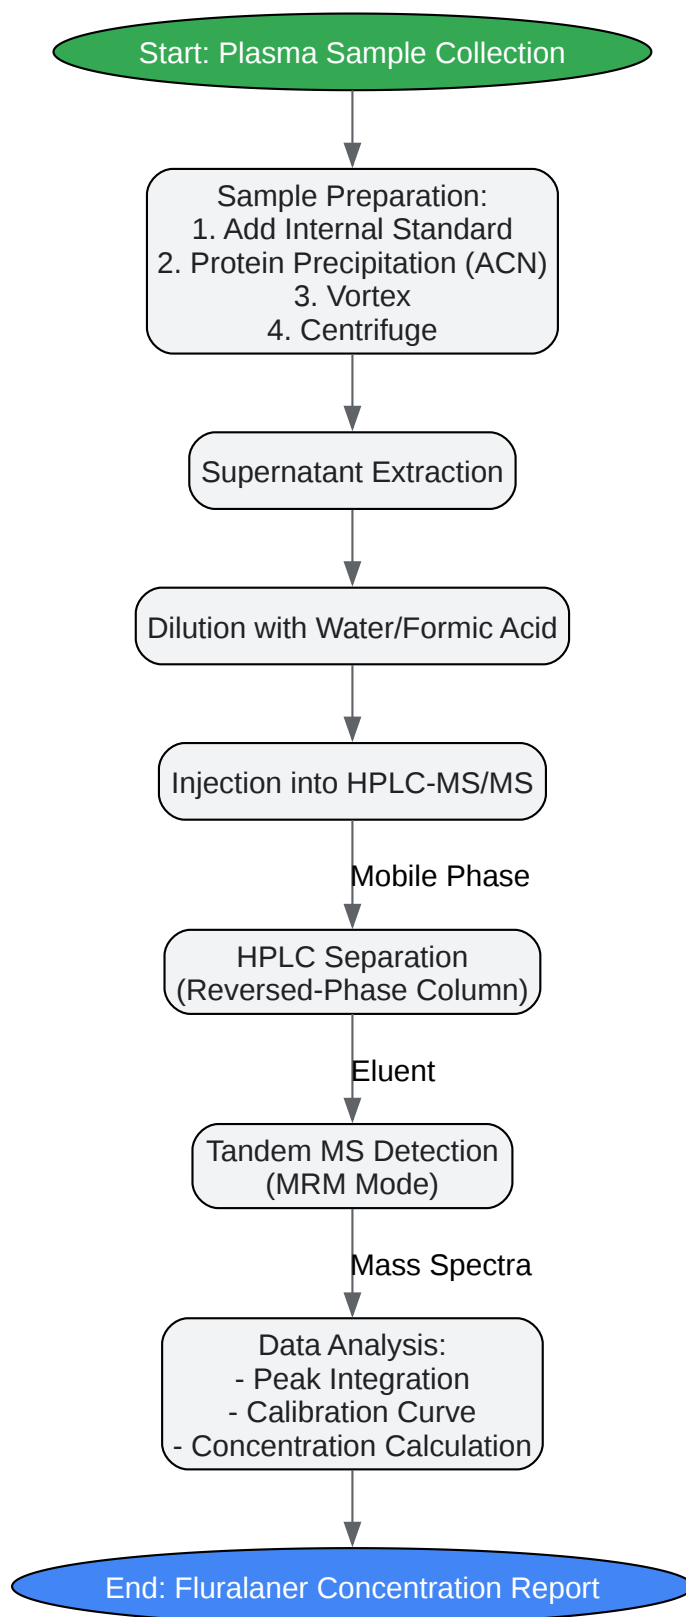 Start: Plasma Sample Collection
Sample Preparation:
1. Add Internal Standard
2. Protein Precipitation (ACN)
3. Vortex
4. Centrifuge
Supernatant Extraction
Dilution with Water/Formic Acid
Injection into HPLC-MS/MS
Mobile Phase
HPLC Separation
(Reversed-Phase Column)
Eluent
Tandem MS Detection
(MRM Mode)
Mass Spectra
Data Analysis:
- Peak Integration
- Calibration Curve
- Concentration Calculation
End: Fluralaner Concentration Report